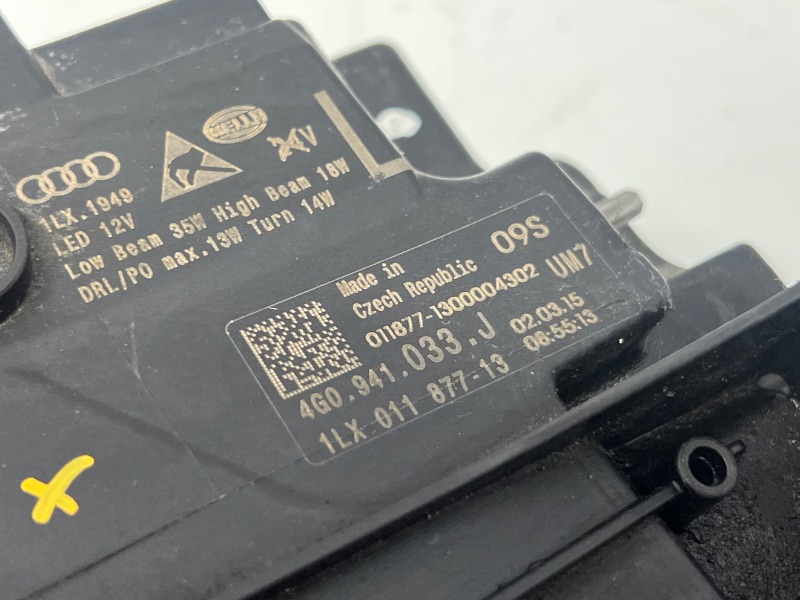 HELLA
V
L
1LX.1949
LED 12V
Low Beam 35W High Beam 18W
DRL/PO max.13W Turn 14W
Made in
Czech Republic
09S
011877-1300004302 UM7
4G0.941.033.J 02.03.15
1LX 011 877-13 08:55:13